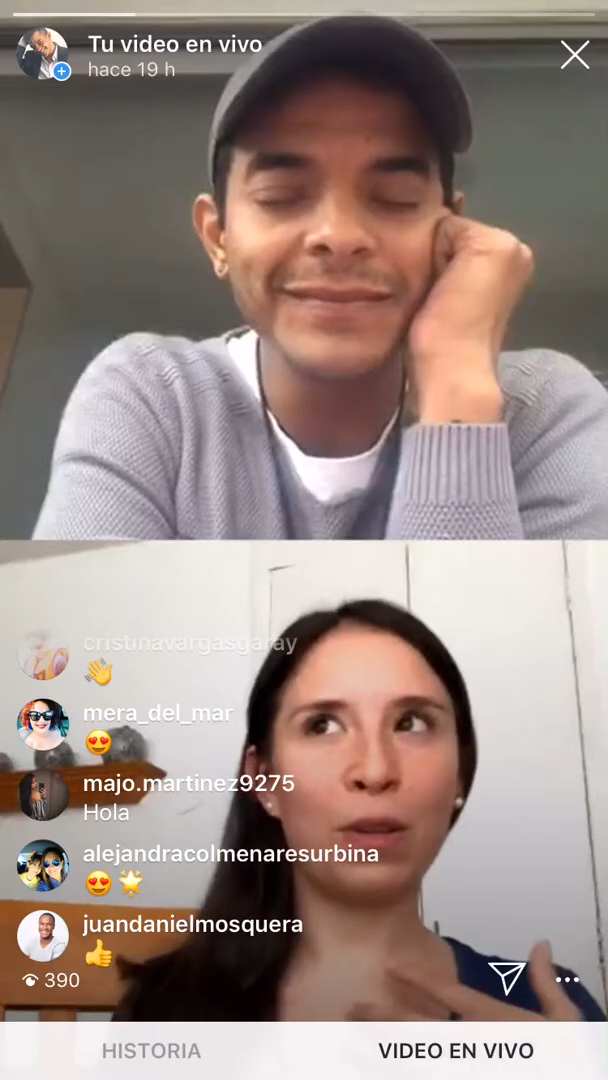 Tu video en vivo
hace 19 h
cristinavargasgaray
👋
mera_del_mar
😍
majo.martinez9275
Hola
alejandracolmenaresurbina
😍🌟
juandanielmosquera
👍
390
HISTORIA
VIDEO EN VIVO